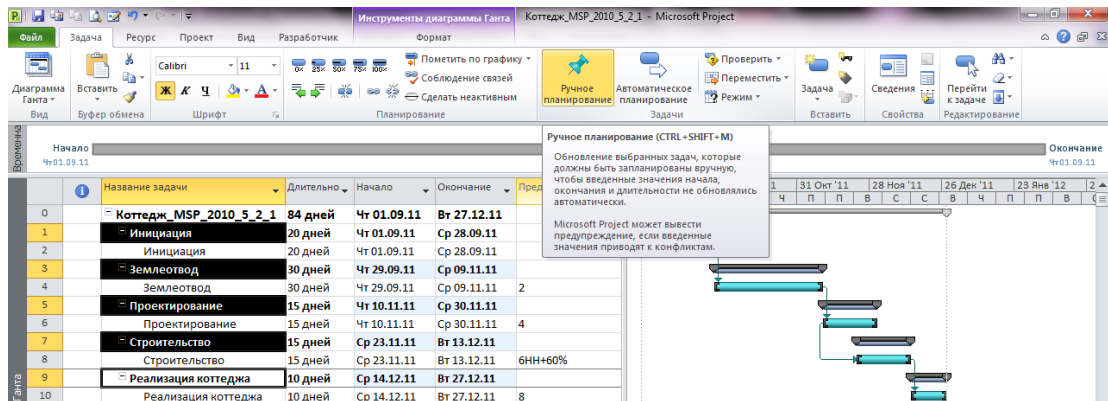 Инструменты диаграммы Ганта
Коттедж_MSP_2010_5_2_1 - Microsoft Project
Файл Задача Ресурс Проект Вид Разработчик Формат
Диаграмма Ганта
Вид
Вставить
Буфер обмена
Calibri 11
Ж К Ч
Шрифт
0% 25% 50% 75% 100%
Пометить по графику
Соблюдение связей
Сделать неактивным
Планирование
Ручное планирование
Автоматическое планирование
Проверить
Переместить
Режим
Задачи
Задача
Вставить
Сведения
Свойства
Перейти к задаче
Редактирование
Ручное планирование (CTRL+SHIFT+M)
Обновление выбранных задач, которые
должны быть запланированы вручную,
чтобы введенные значения начала,
окончания и длительности не обновлялись
автоматически.
Microsoft Project может вывести
предупреждение, если введенные
значения приводят к конфликтам.
Временна
Начало
Чт 01.09.11
Окончание
Чт 01.09.11
Название задачи Длительно Начало Окончание Пред
1 31 Окт '11 28 Ноя '11 26 Дек '11 23 Янв '12 2
Ч П П В С С В Ч П П В
0 Коттедж_MSP_2010_5_2_1 84 дней Чт 01.09.11 Вт 27.12.11
1 Инициация 20 дней Чт 01.09.11 Ср 28.09.11
2 Инициация 20 дней Чт 01.09.11 Ср 28.09.11
3 Землеотвод 30 дней Чт 29.09.11 Ср 09.11.11
4 Землеотвод 30 дней Чт 29.09.11 Ср 09.11.11 2
5 Проектирование 15 дней Чт 10.11.11 Ср 30.11.11
6 Проектирование 15 дней Чт 10.11.11 Ср 30.11.11 4
7 Строительство 15 дней Ср 23.11.11 Вт 13.12.11
8 Строительство 15 дней Ср 23.11.11 Вт 13.12.11 6НН+60%
9 Реализация коттеджа 10 дней Ср 14.12.11 Вт 27.12.11
10 Реализация коттеджа 10 дней Ср 14.12.11 Вт 27.12.11 8
Ганта